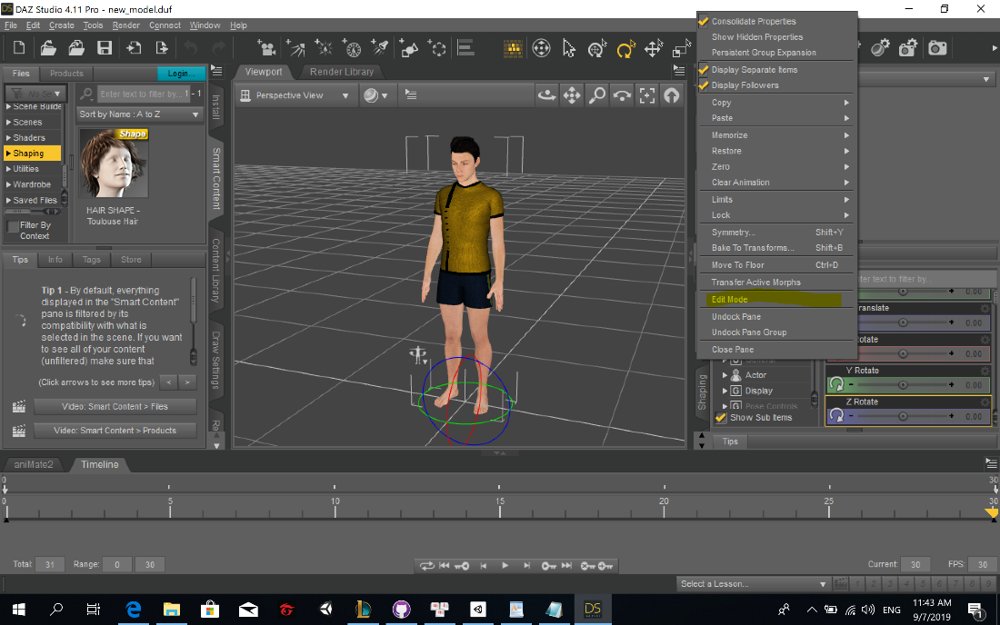 DAZ Studio 4.11 Pro - new_model.duf
File Edit Create Tools Render Connect Window Help
Files Products Login...
Enter text to filter by... 1 - 1
Scene Builde
Scenes
Shaders
Shaping
Utilities
Wardrobe
Saved Files
Filter By
Context
Sort by Name : A to Z
Shape
HAIR SHAPE -
Toulouse Hair
Install
Smart Content
Content Library
Draw Settings
Tips Info Tags Store
Tip 1 - By default, everything
displayed in the "Smart Content"
pane is filtered by its
compatibility with what is
selected in the scene. If you want
to see all of your content
(unfiltered) make sure that
(Click arrows to see more tips) < >
Video: Smart Content > Files
Video: Smart Content > Products
Viewport Render Library
Perspective View
Consolidate Properties
Show Hidden Properties
Persistent Group Expansion
Display Separate Items
Display Followers
Copy
Paste
Memorize
Restore
Zero
Clear Animation
Limits
Lock
Symmetry... Shift+Y
Bake To Transforms... Shift+B
Move To Floor Ctrl+D
Transfer Active Morphs
Edit Mode
Undock Pane
Undock Pane Group
Close Pane
nter text to filter by...
0.00
ranslate
0.00
otate
0.00
Y Rotate
0.00
Z Rotate
0.00
Shaping
General
Actor
Display
Pose Controls
Show Sub Items
Tips
aniMate2 Timeline
0 30
0 5 10 15 20 25 30
Total: 31 Range: 0 30 Current: 30 FPS: 30
Select a Lesson... 1 2 3 4 5 6 7 8 9
ENG
11:43 AM
9/7/2019